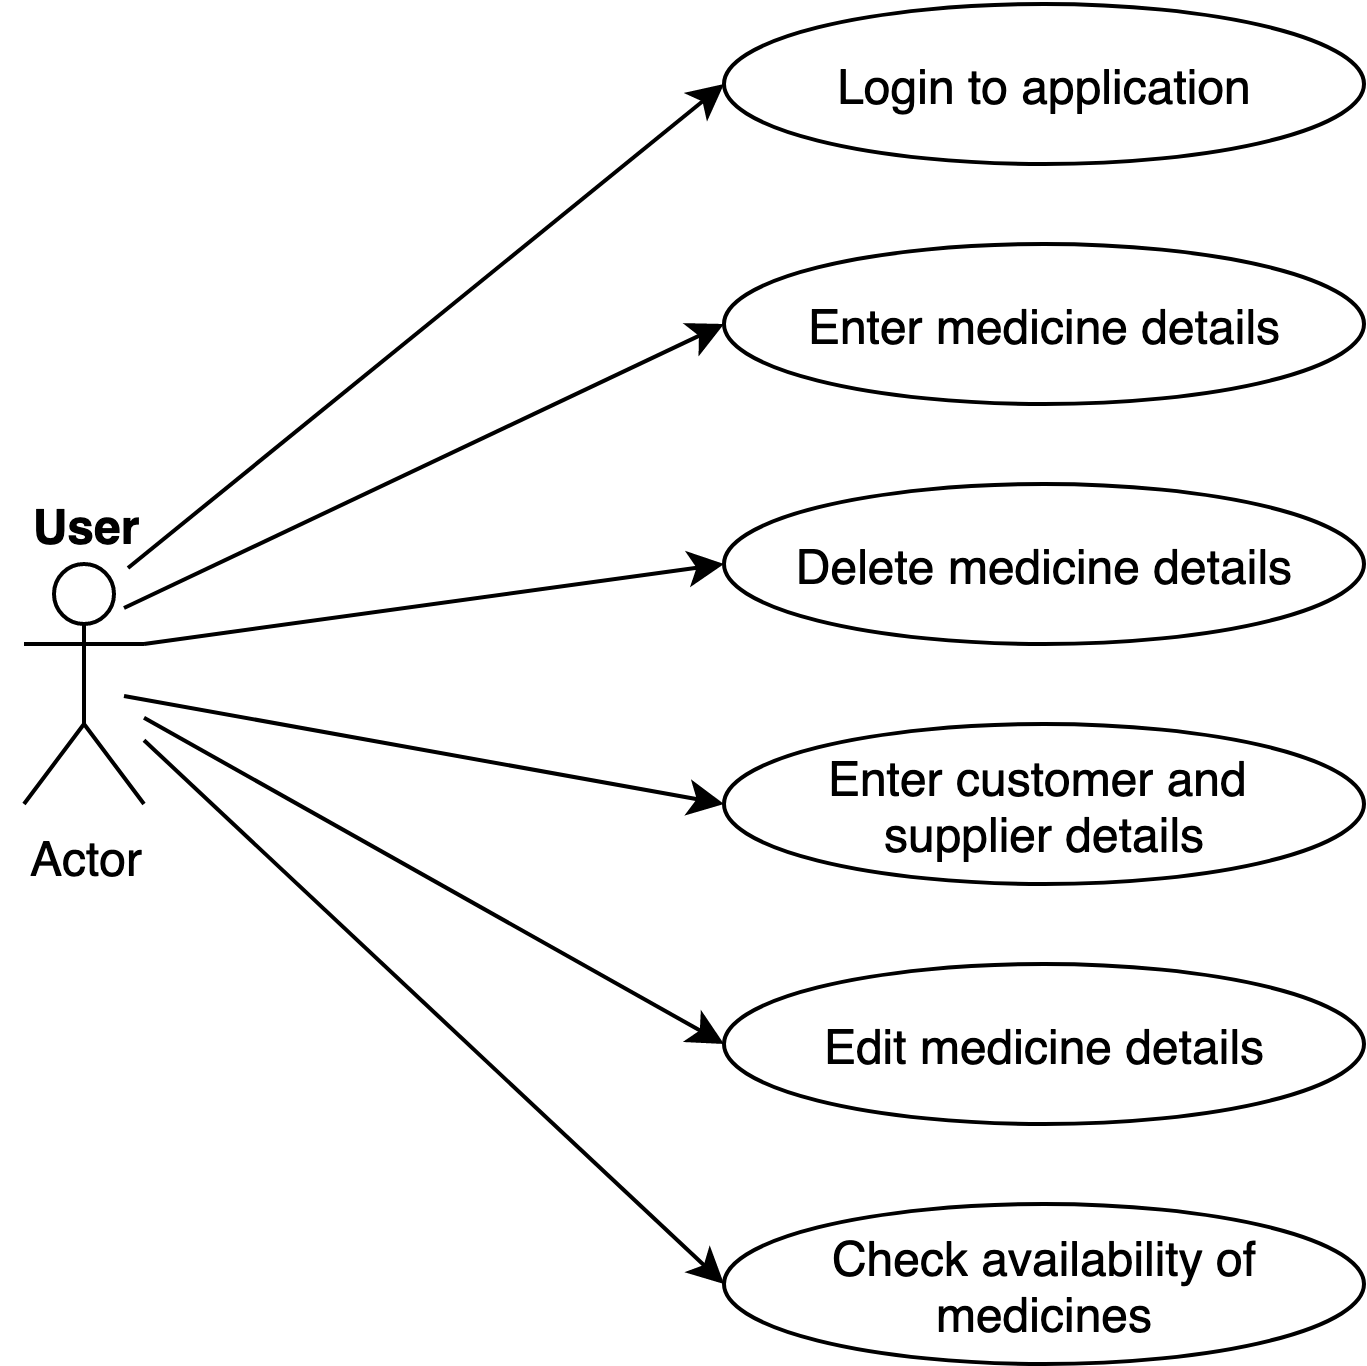 Login to application
Enter medicine details
User
Delete medicine details
Enter customer and
supplier details
Actor
Edit medicine details
Check availability of
medicines